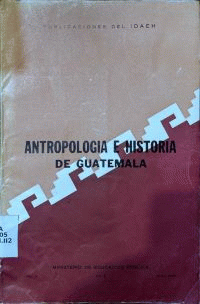 PUBLICACIONES DEL IDAEH
ANTROPOLOGIA E HISTORIA
DE GUATEMALA
MINISTERIO DE EDUCACION PUBLICA